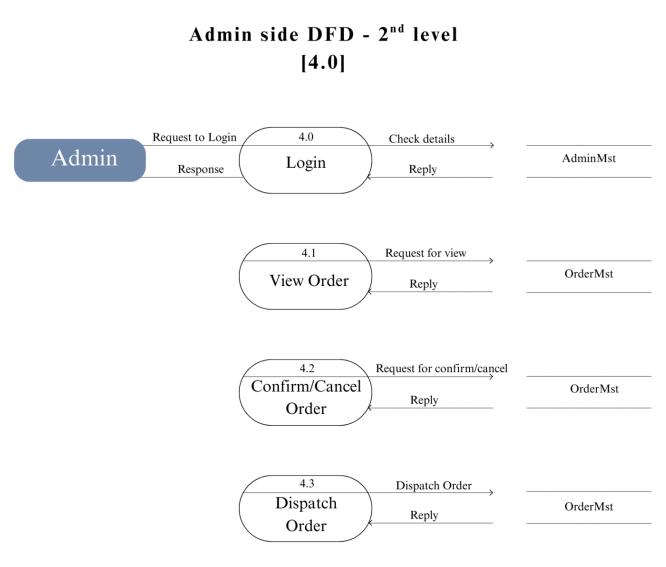 Admin side DFD - 2nd level
[4.0]
Request to Login
4.0
Check details
Admin
Login
AdminMst
Response
Reply
4.1
Request for view
View Order
OrderMst
Reply
4.2
Request for confirm/cancel
Confirm/Cancel
Order
OrderMst
Reply
4.3
Dispatch Order
Dispatch
Order
OrderMst
Reply